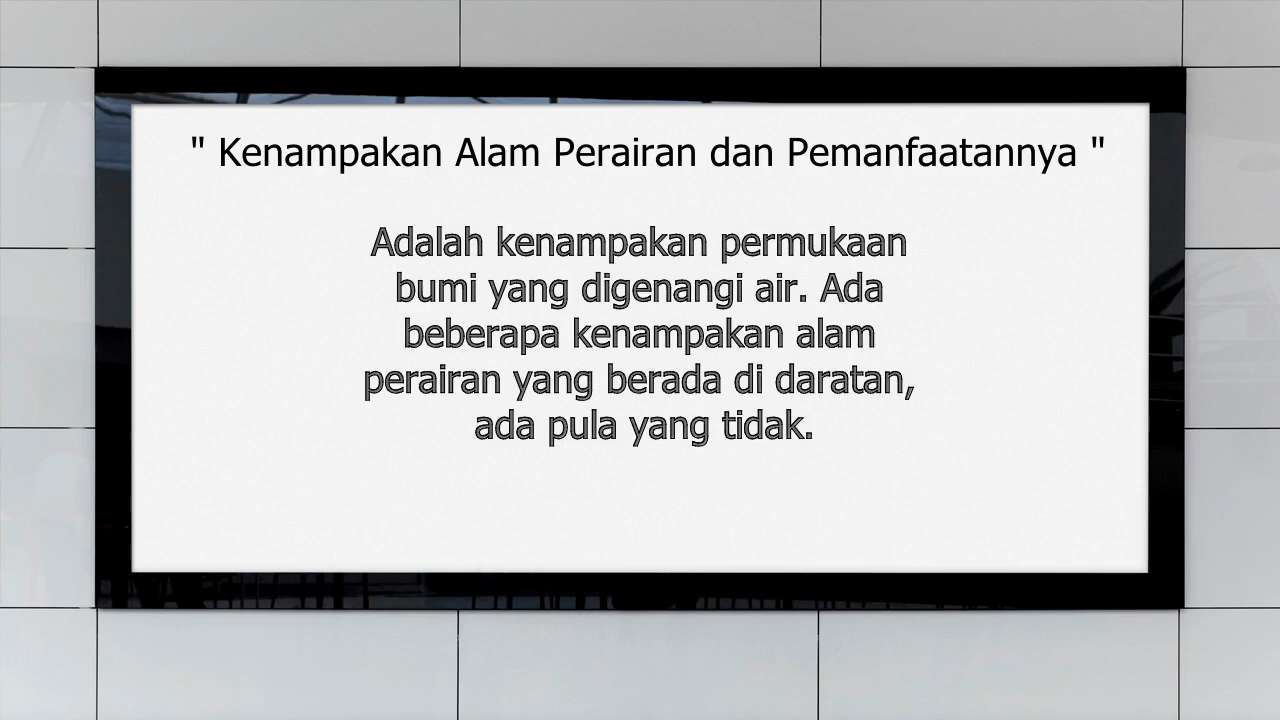 " Kenampakan Alam Perairan dan Pemanfaatannya "
Adalah kenampakan permukaan
bumi yang digenangi air. Ada
beberapa kenampakan alam
perairan yang berada di daratan,
ada pula yang tidak.